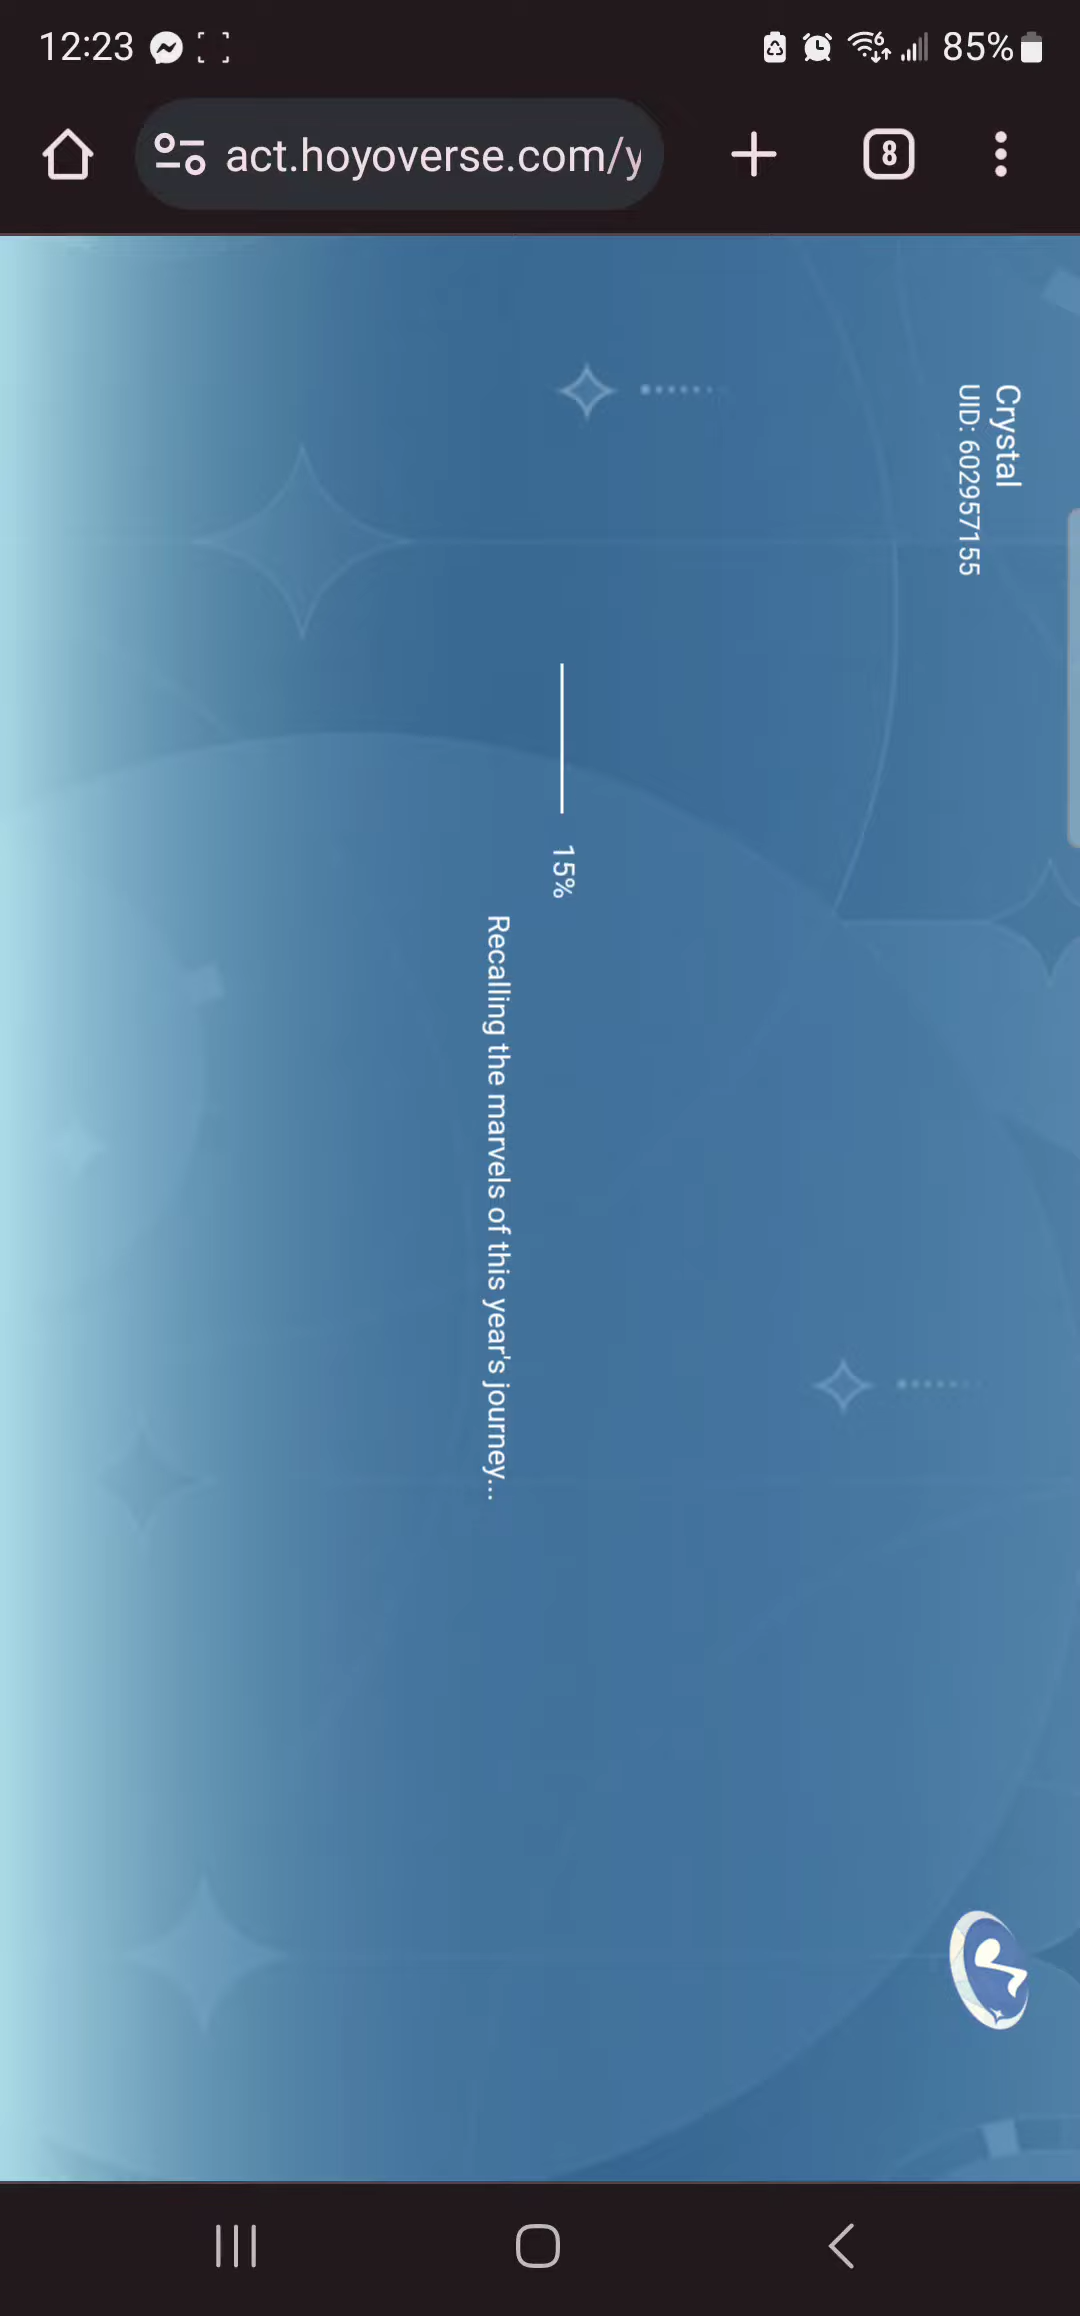 12:23
85%
act.hoyoverse.com/y
8
Crystal
UID: 602957155
15%
Recalling the marvels of this year's journey...